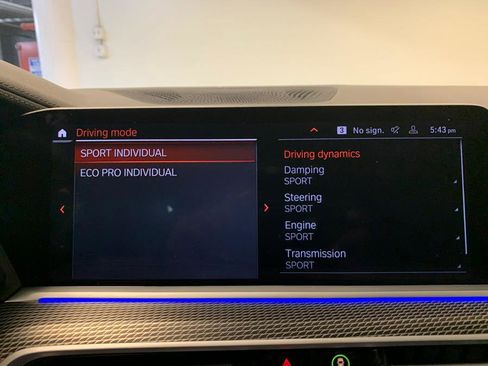 Driving mode
3 No sign. 5:43 pm
SPORT INDIVIDUAL
ECO PRO INDIVIDUAL
Driving dynamics
Damping
SPORT
Steering
SPORT
Engine
SPORT
Transmission
SPORT